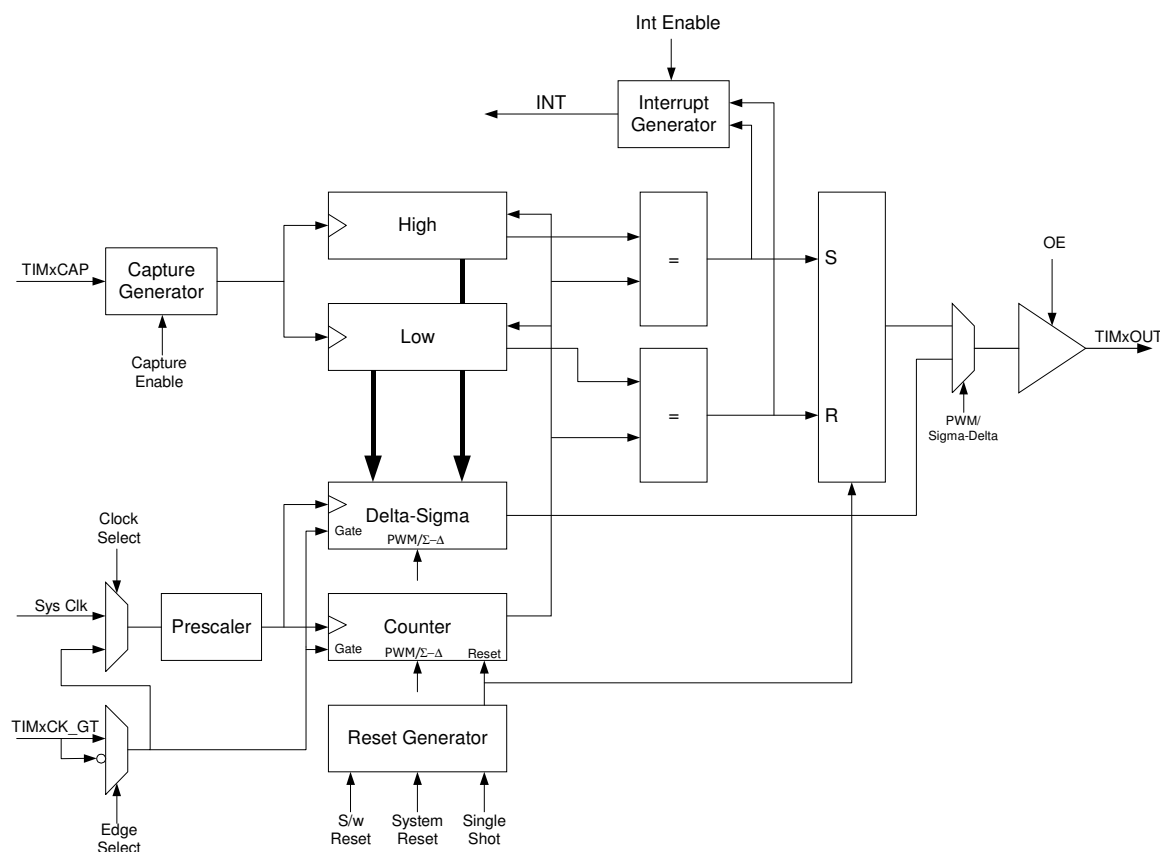 Int Enable
INT
Interrupt
Generator
High
TIMxCAP
Capture
Generator
=
S
OE
Low
TIMxOUT
Capture
Enable
=
R
PWM/
Sigma-Delta
Clock
Select
Delta-Sigma
Gate
PWM/Σ−Δ
Sys Clk
Prescaler
Counter
Gate
PWM/Σ−Δ
Reset
TIMxCK_GT
Reset Generator
Edge
Select
S/w
Reset
System
Reset
Single
Shot